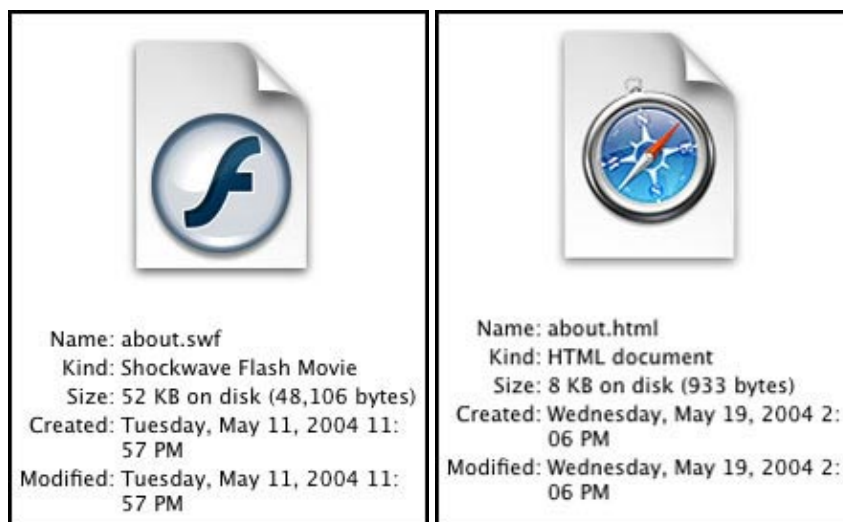 Name: about.swf
Kind: Shockwave Flash Movie
Size: 52 KB on disk (48,106 bytes)
Created: Tuesday, May 11, 2004 11:
57 PM
Modified: Tuesday, May 11, 2004 11:
57 PM
Name: about.html
Kind: HTML document
Size: 8 KB on disk (933 bytes)
Created: Wednesday, May 19, 2004 2:
06 PM
Modified: Wednesday, May 19, 2004 2:
06 PM